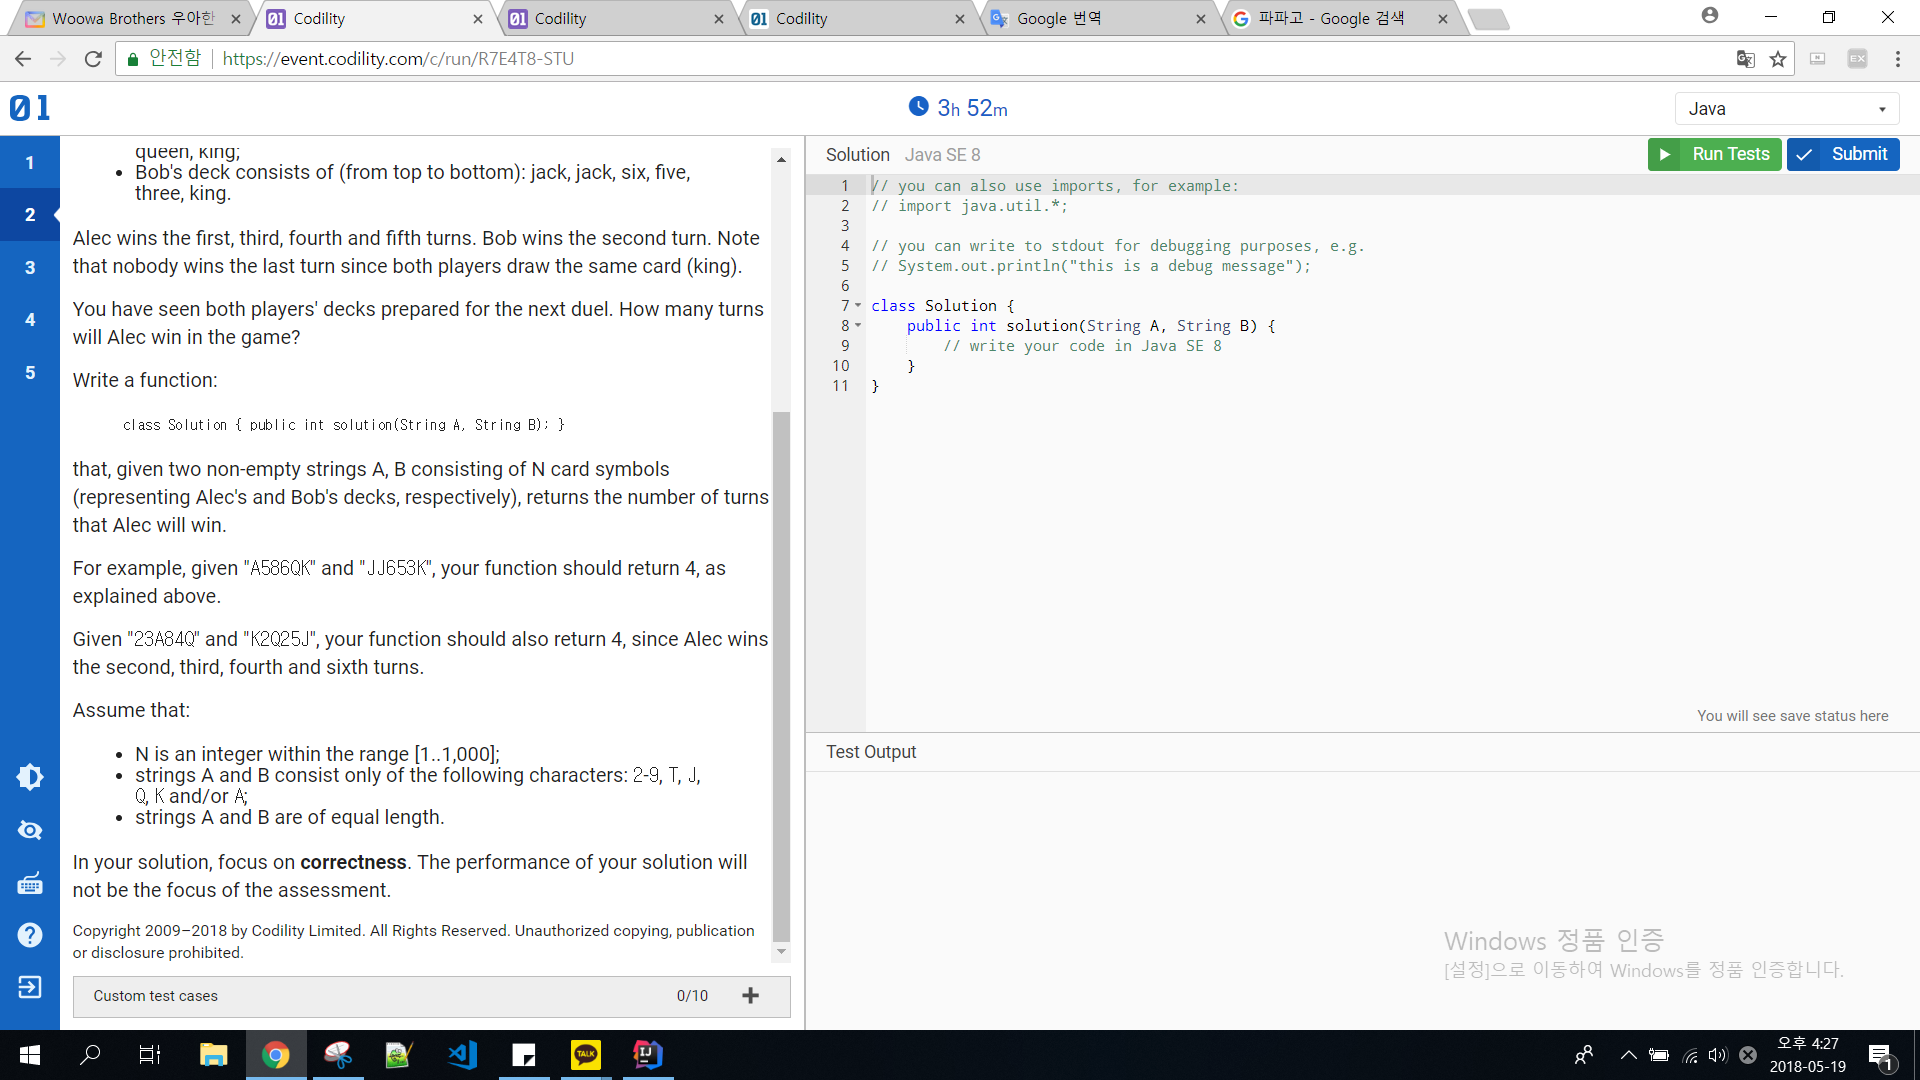 Woowa Brothers 우아한
Codility
Codility
Codility
Google 번역
파파고 - Google 검색
안전함
https://event.codility.com/c/run/R7E4T8-STU
EX
01
3h 52m
Java
1
2
3
4
5
queen, king;
Bob's deck consists of (from top to bottom): jack, jack, six, five,
three, king.
Alec wins the first, third, fourth and fifth turns. Bob wins the second turn. Note
that nobody wins the last turn since both players draw the same card (king).
You have seen both players' decks prepared for the next duel. How many turns
will Alec win in the game?
Write a function:
class Solution { public int solution(String A, String B); }
that, given two non-empty strings A, B consisting of N card symbols
(representing Alec's and Bob's decks, respectively), returns the number of turns
that Alec will win.
For example, given "A586QK" and "JJ653K", your function should return 4, as
explained above.
Given "23A84Q" and "K2Q25J", your function should also return 4, since Alec wins
the second, third, fourth and sixth turns.
Assume that:
N is an integer within the range [1..1,000];
strings A and B consist only of the following characters: 2-9, T, J,
Q, K and/or A;
strings A and B are of equal length.
In your solution, focus on correctness. The performance of your solution will
not be the focus of the assessment.
Copyright 2009–2018 by Codility Limited. All Rights Reserved. Unauthorized copying, publication
or disclosure prohibited.
Custom test cases 0/10
Solution Java SE 8
Run Tests
Submit
1 // you can also use imports, for example:
2 // import java.util.*;
3
4 // you can write to stdout for debugging purposes, e.g.
5 // System.out.println("this is a debug message");
6
7 class Solution {
8 public int solution(String A, String B) {
9 // write your code in Java SE 8
10 }
11 }
You will see save status here
Test Output
Windows 정품 인증
[설정]으로 이동하여 Windows를 정품 인증합니다.
TALK
IJ
오후 4:27
2018-05-19
1